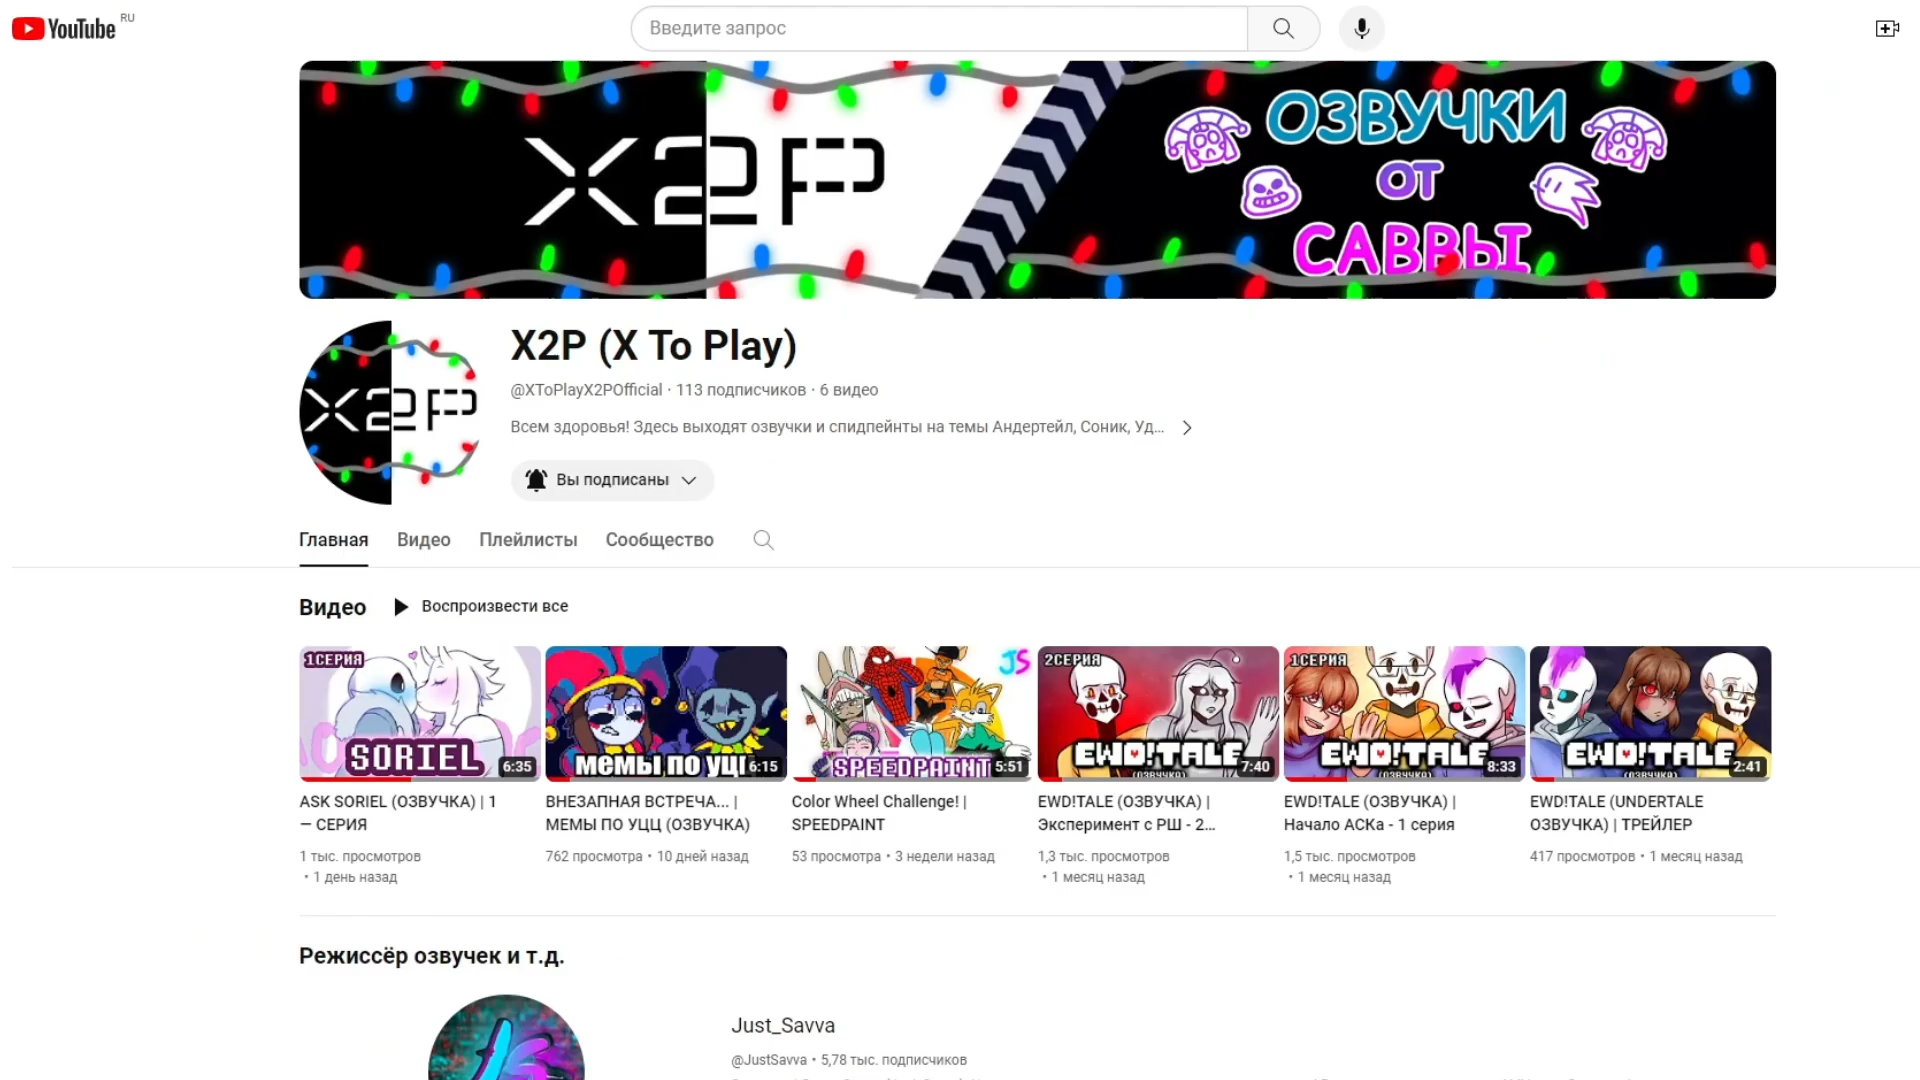 YouTube RU
Введите запрос
X2P
ОЗВУЧКИ
ОТ
САВВЫ
X2P
X2P (X To Play)
@XToPlayX2POfficial · 113 подписчиков · 6 видео
Всем здоровья! Здесь выходят озвучки и спидпейнты на темы Андертейл, Соник, Уд...
Вы подписаны
Главная Видео Плейлисты Сообщество
Видео Воспроизвести все
1СЕРИЯ
SORIEL
6:35
МЕМЫ ПО УЦЦ
6:15
JS
SPEEDPAINT
5:51
2СЕРИЯ
EWD!TALE
(ОЗВУЧКА)
7:40
1СЕРИЯ
EWD!TALE
(ОЗВУЧКА)
8:33
EWD!TALE
(ОЗВУЧКА)
2:41
ASK SORIEL (ОЗВУЧКА) | 1
— СЕРИЯ
1 тыс. просмотров
• 1 день назад
ВНЕЗАПНАЯ ВСТРЕЧА... |
МЕМЫ ПО УЦЦ (ОЗВУЧКА)
762 просмотра • 10 дней назад
Color Wheel Challenge! |
SPEEDPAINT
53 просмотра • 3 недели назад
EWD!TALE (ОЗВУЧКА) |
Эксперимент с РШ - 2...
1,3 тыс. просмотров
• 1 месяц назад
EWD!TALE (ОЗВУЧКА) |
Начало АСКа - 1 серия
1,5 тыс. просмотров
• 1 месяц назад
EWD!TALE (UNDERTALE
ОЗВУЧКА) | ТРЕЙЛЕР
417 просмотров • 1 месяц назад
Режиссёр озвучек и т.д.
Just_Savva
@JustSavva • 5,78 тыс. подписчиков